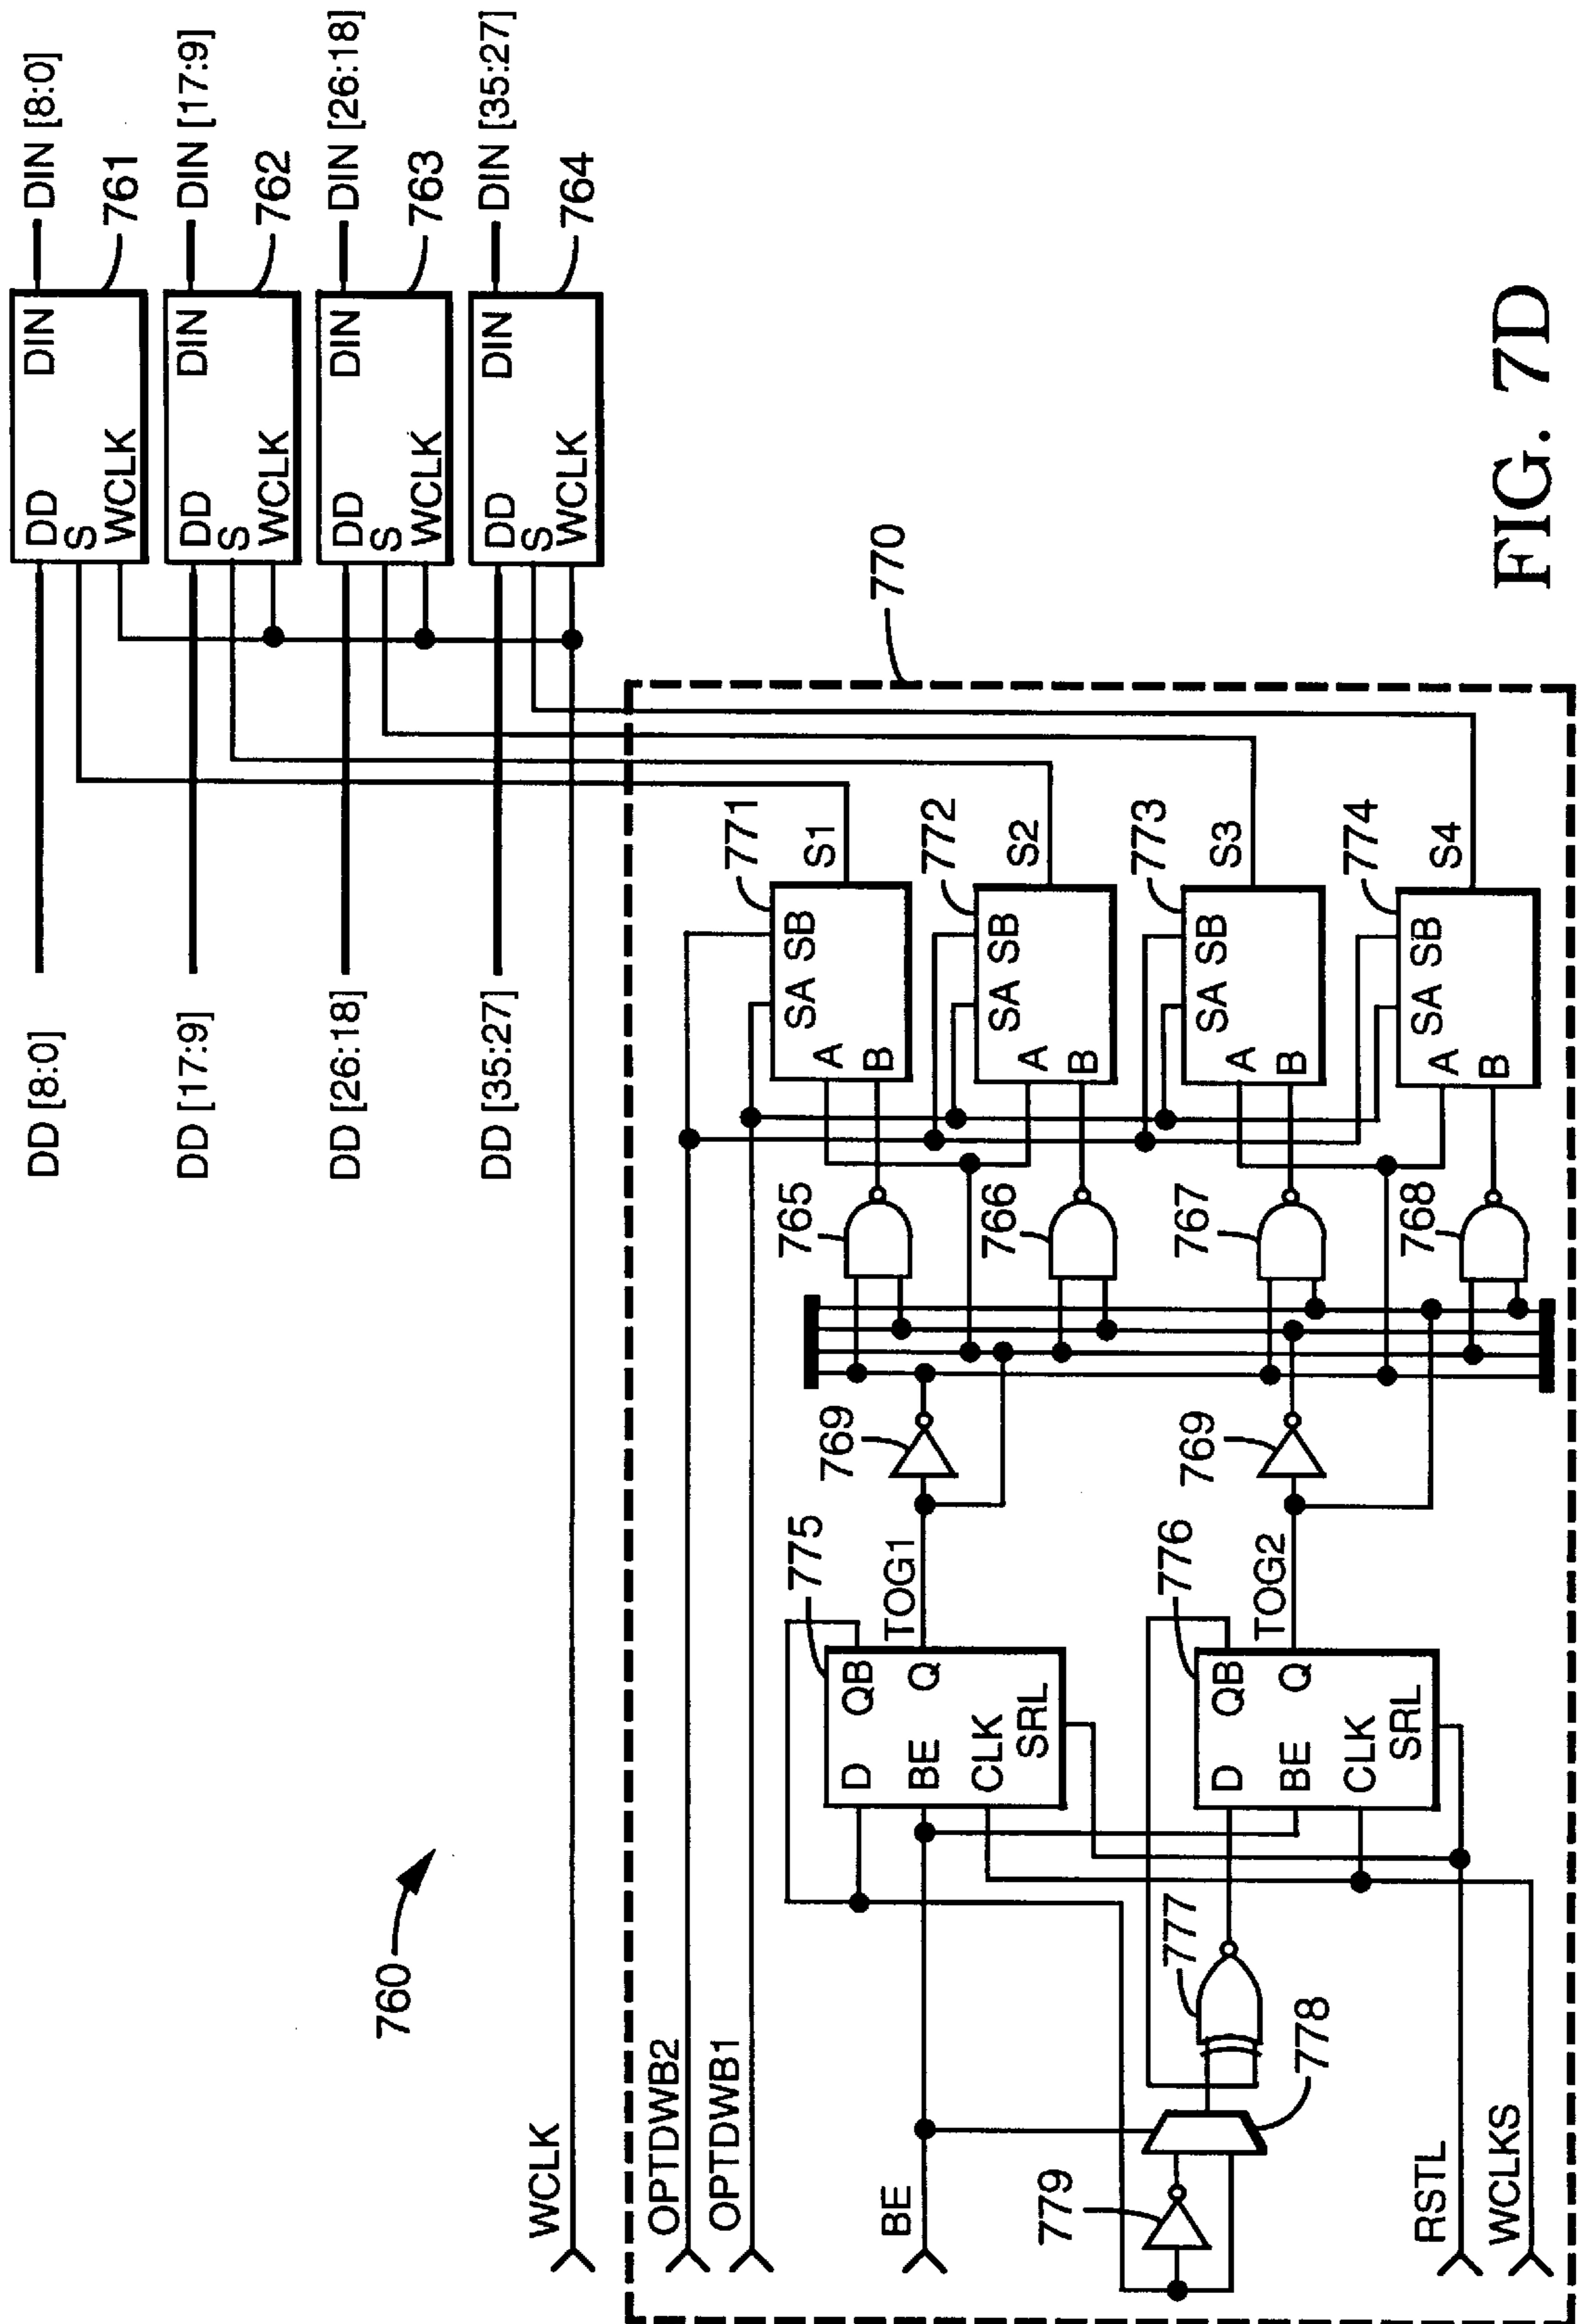 DD [8:0]
DD
DIN
DIN [8:0]
S
WCLK
761
DD [17:9]
DD
DIN
DIN [17:9]
S
WCLK
762
DD [26:18]
DD
DIN
DIN [26:18]
S
WCLK
763
DD [35:27]
DD
DIN
DIN [35:27]
S
WCLK
764
760
WCLK
OPTDWB2
OPTDWB1
770
BE
779
778
777
RSTL
WCLKS
775
D
QB
BE
Q
CLK
SRL
TOG1
769
776
D
QB
BE
Q
CLK
SRL
TOG2
769
765
771
SA SB
A
B
S1
766
772
SA SB
A
B
S2
767
773
SA SB
A
B
S3
768
774
SA SB
A
B
S4
FIG. 7D